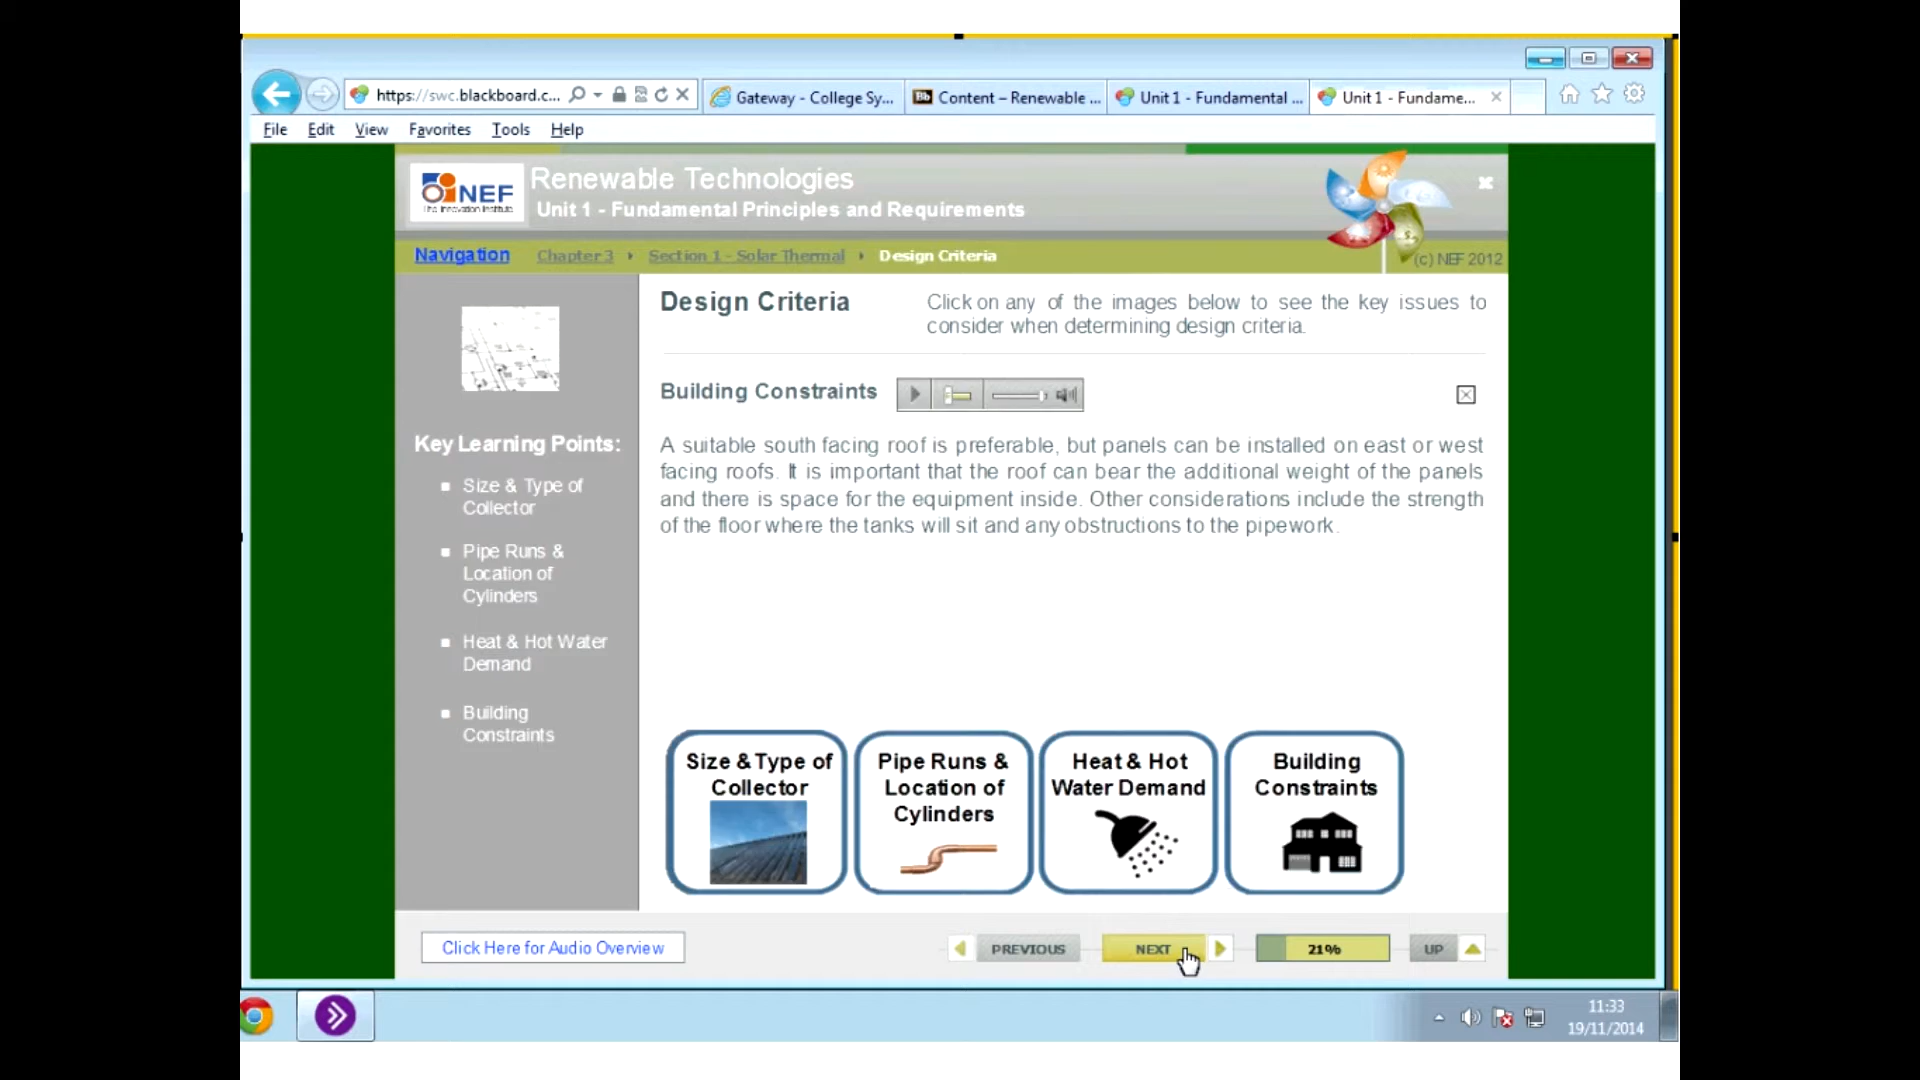 https://swc.blackboard.c...
Gateway - College Sy...
Content – Renewable ...
Unit 1 - Fundamental ...
Unit 1 - Fundame...
File Edit View Favorites Tools Help
NEF
The Innovation Institute
Renewable Technologies
Unit 1 - Fundamental Principles and Requirements
Navigation Chapter 3 Section 1 - Solar Thermal Design Criteria
(c) NEF 2012
Key Learning Points:
Size & Type of
Collector
Pipe Runs &
Location of
Cylinders
Heat & Hot Water
Demand
Building
Constraints
Design Criteria
Click on any of the images below to see the key issues to
consider when determining design criteria.
Building Constraints
A suitable south facing roof is preferable, but panels can be installed on east or west
facing roofs. It is important that the roof can bear the additional weight of the panels
and there is space for the equipment inside. Other considerations include the strength
of the floor where the tanks will sit and any obstructions to the pipework.
Size & Type of
Collector
Pipe Runs &
Location of
Cylinders
Heat & Hot
Water Demand
Building
Constraints
Click Here for Audio Overview
PREVIOUS
NEXT
21%
UP
11:33
19/11/2014